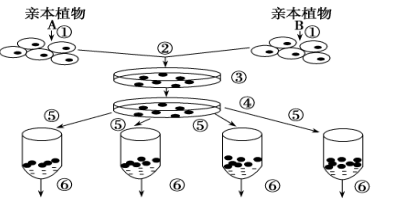 亲本植物 亲本植物
A ① B ①
②
③
④
⑤ ⑤ ⑤ ⑤
⑥ ⑥ ⑥ ⑥